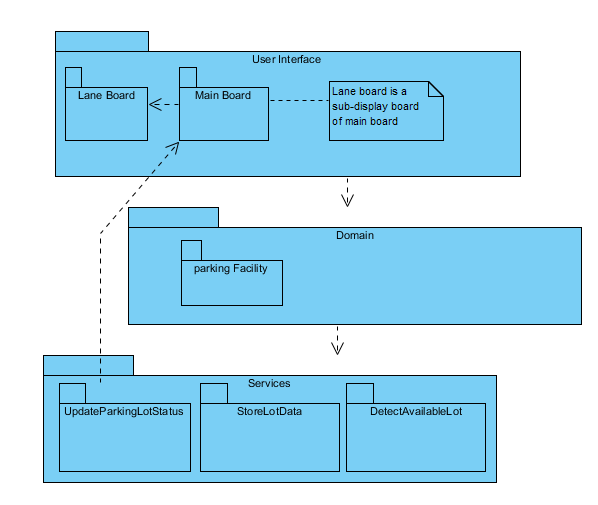 User Interface
Lane Board
Main Board
Lane board is a
sub-display board
of main board
Domain
parking Facility
Services
UpdateParkingLotStatus
StoreLotData
DetectAvailableLot